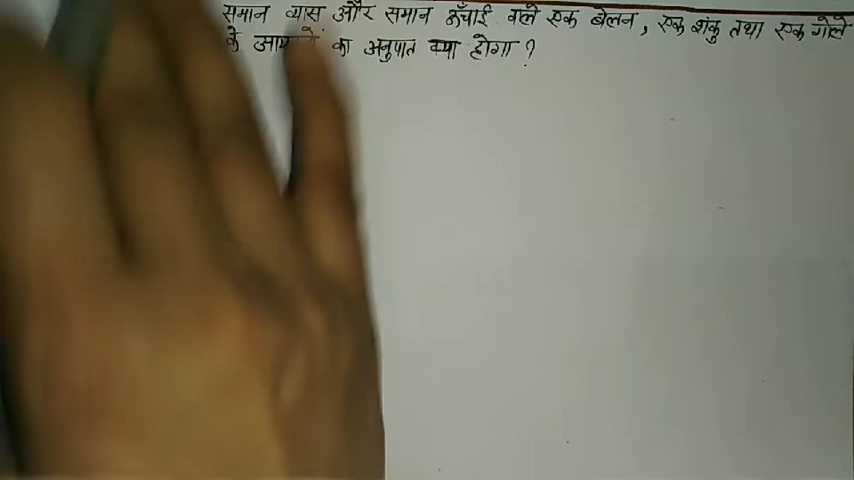 समान व्यास और समान ऊँचाई वाले एक बेलन, एक शंकु तथा एक गोले
के का अनुपात क्या होगा ?